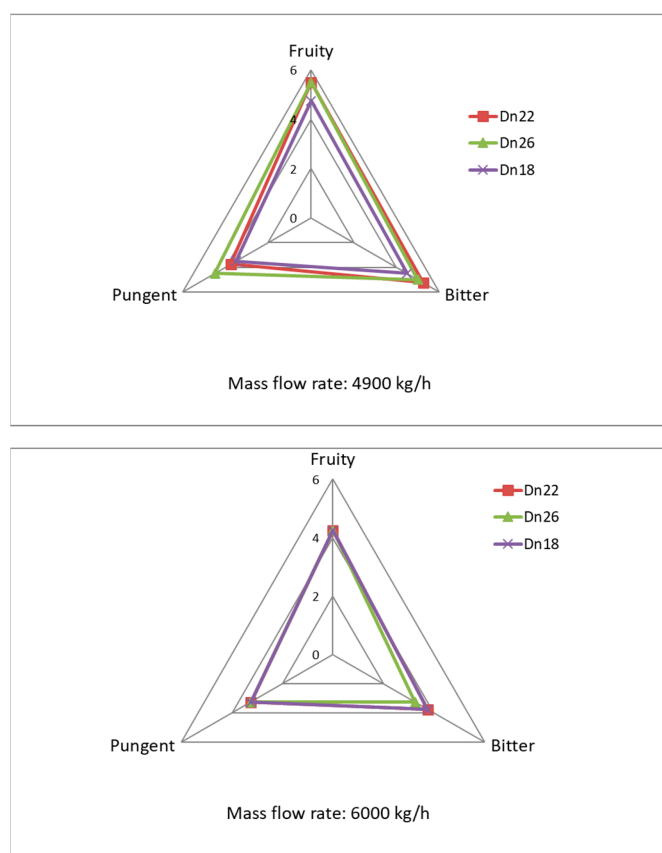 Fruity
6
4
2
0
Dn22
Dn26
Dn18
Pungent
Bitter
Mass flow rate: 4900 kg/h
Fruity
6
4
2
0
Dn22
Dn26
Dn18
Pungent
Bitter
Mass flow rate: 6000 kg/h